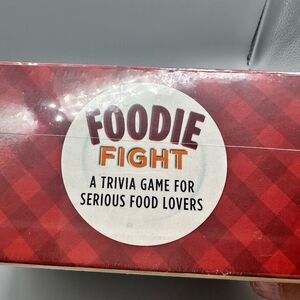 FOODIE
FIGHT
A TRIVIA GAME FOR
SERIOUS FOOD LOVERS